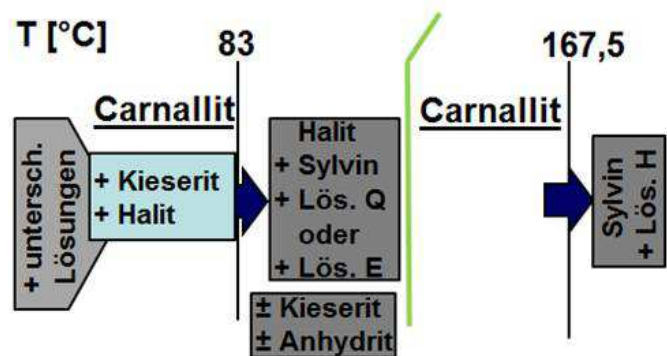 T [°C]
83
167,5
Carnallit
Carnallit
+ untersch.
Lösungen
+ Kieserit
+ Halit
Halit
+ Sylvin
+ Lös. Q
oder
+ Lös. E
± Kieserit
± Anhydrit
Sylvin
+ Lös. H